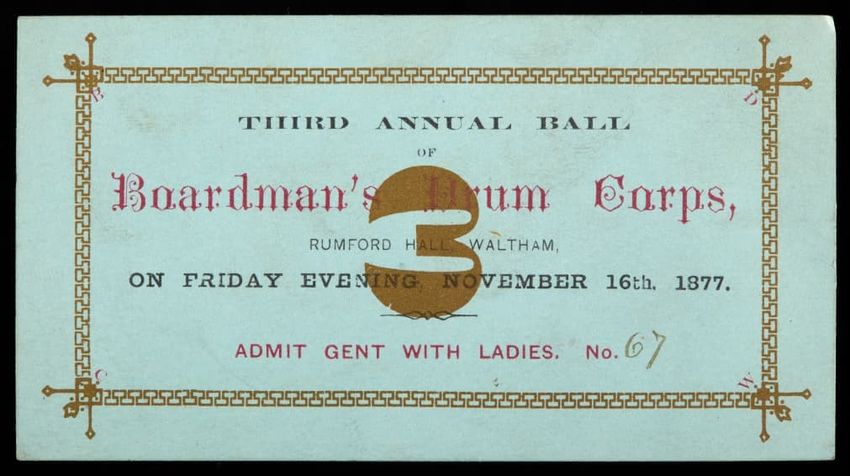 B D
THIRD ANNUAL BALL
OF
Boardman's Drum Corps,
3
RUMFORD HALL, WALTHAM,
ON FRIDAY EVENING, NOVEMBER 16th. 1877.
ADMIT GENT WITH LADIES. No. 67
C W